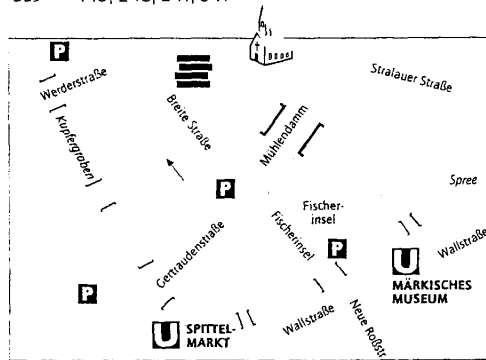 P
Werderstraße
Kupfergraben
Breite Straße
Mühlendamm
Stralauer Straße
Spree
P
Fischer-
insel
Fischerinsel
P
Gertraudenstraße
Wallstraße
U
MÄRKISCHES
MUSEUM
P
U
SPITTEL-
MARKT
Wallstraße
Neue Roßstr